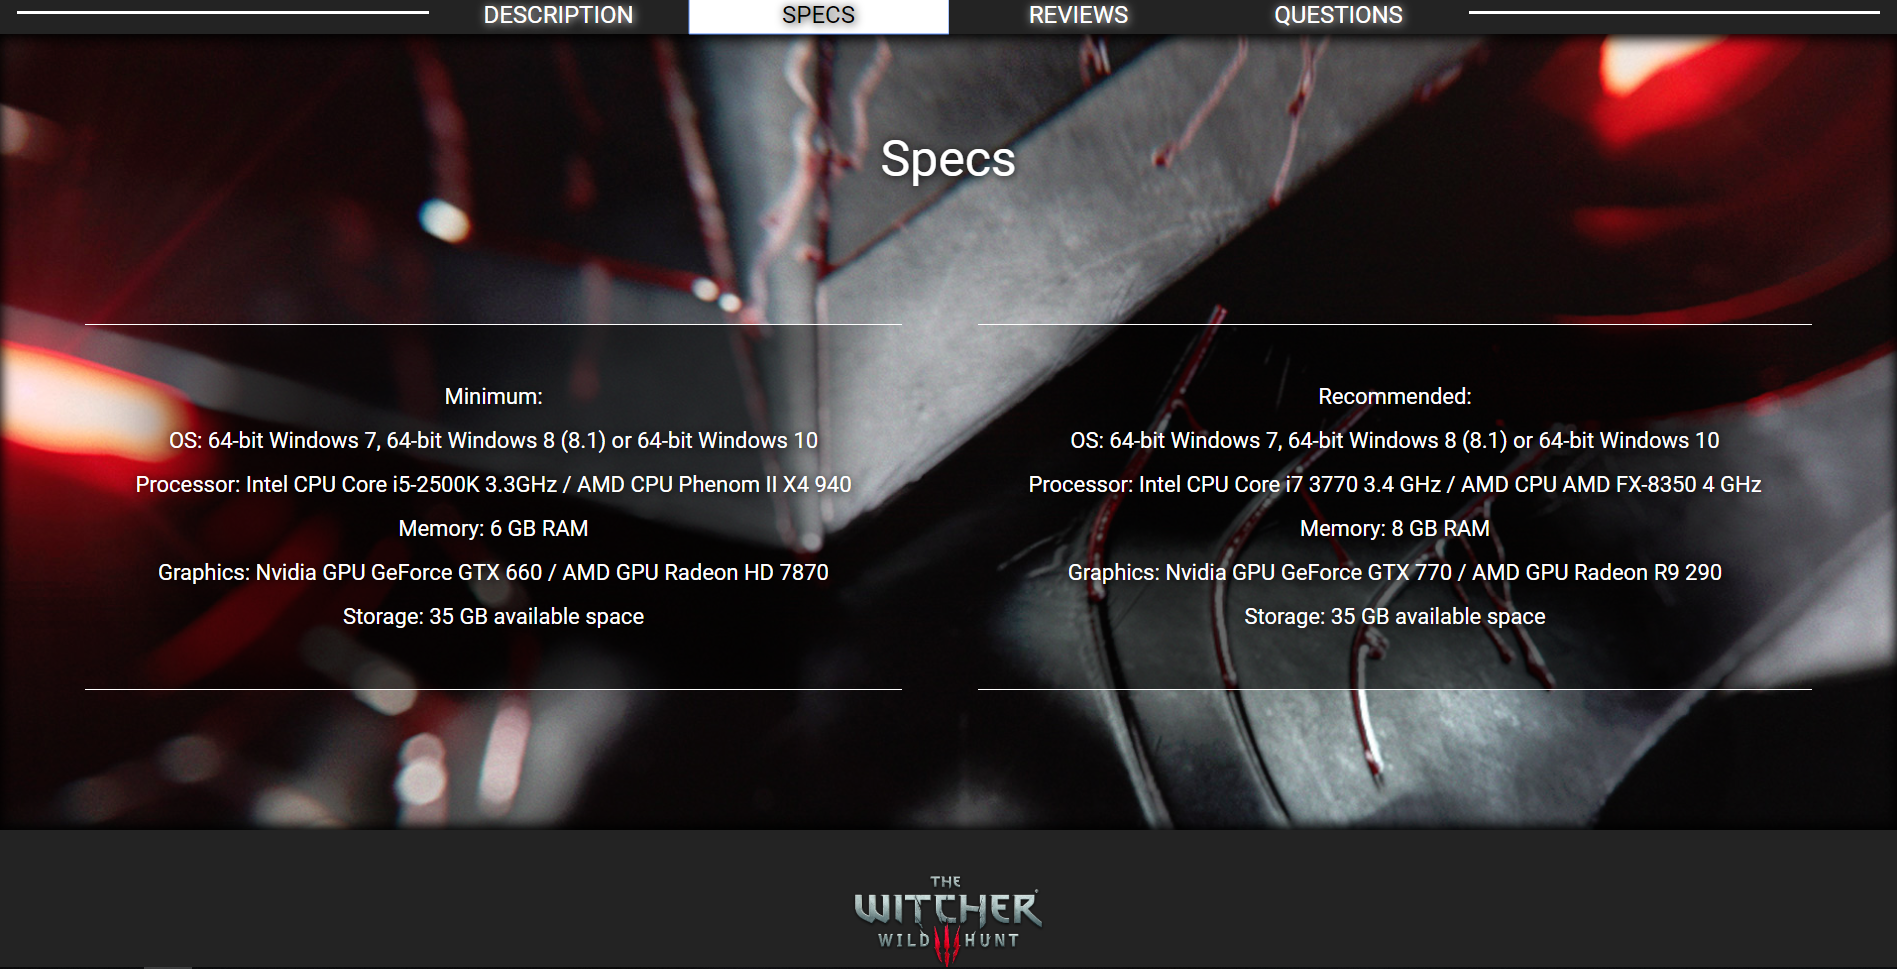 DESCRIPTION
SPECS
REVIEWS
QUESTIONS
Specs
Minimum:
OS: 64-bit Windows 7, 64-bit Windows 8 (8.1) or 64-bit Windows 10
Processor: Intel CPU Core i5-2500K 3.3GHz / AMD CPU Phenom II X4 940
Memory: 6 GB RAM
Graphics: Nvidia GPU GeForce GTX 660 / AMD GPU Radeon HD 7870
Storage: 35 GB available space
Recommended:
OS: 64-bit Windows 7, 64-bit Windows 8 (8.1) or 64-bit Windows 10
Processor: Intel CPU Core i7 3770 3.4 GHz / AMD CPU AMD FX-8350 4 GHz
Memory: 8 GB RAM
Graphics: Nvidia GPU GeForce GTX 770 / AMD GPU Radeon R9 290
Storage: 35 GB available space
THE
WITCHER
WILD III HUNT